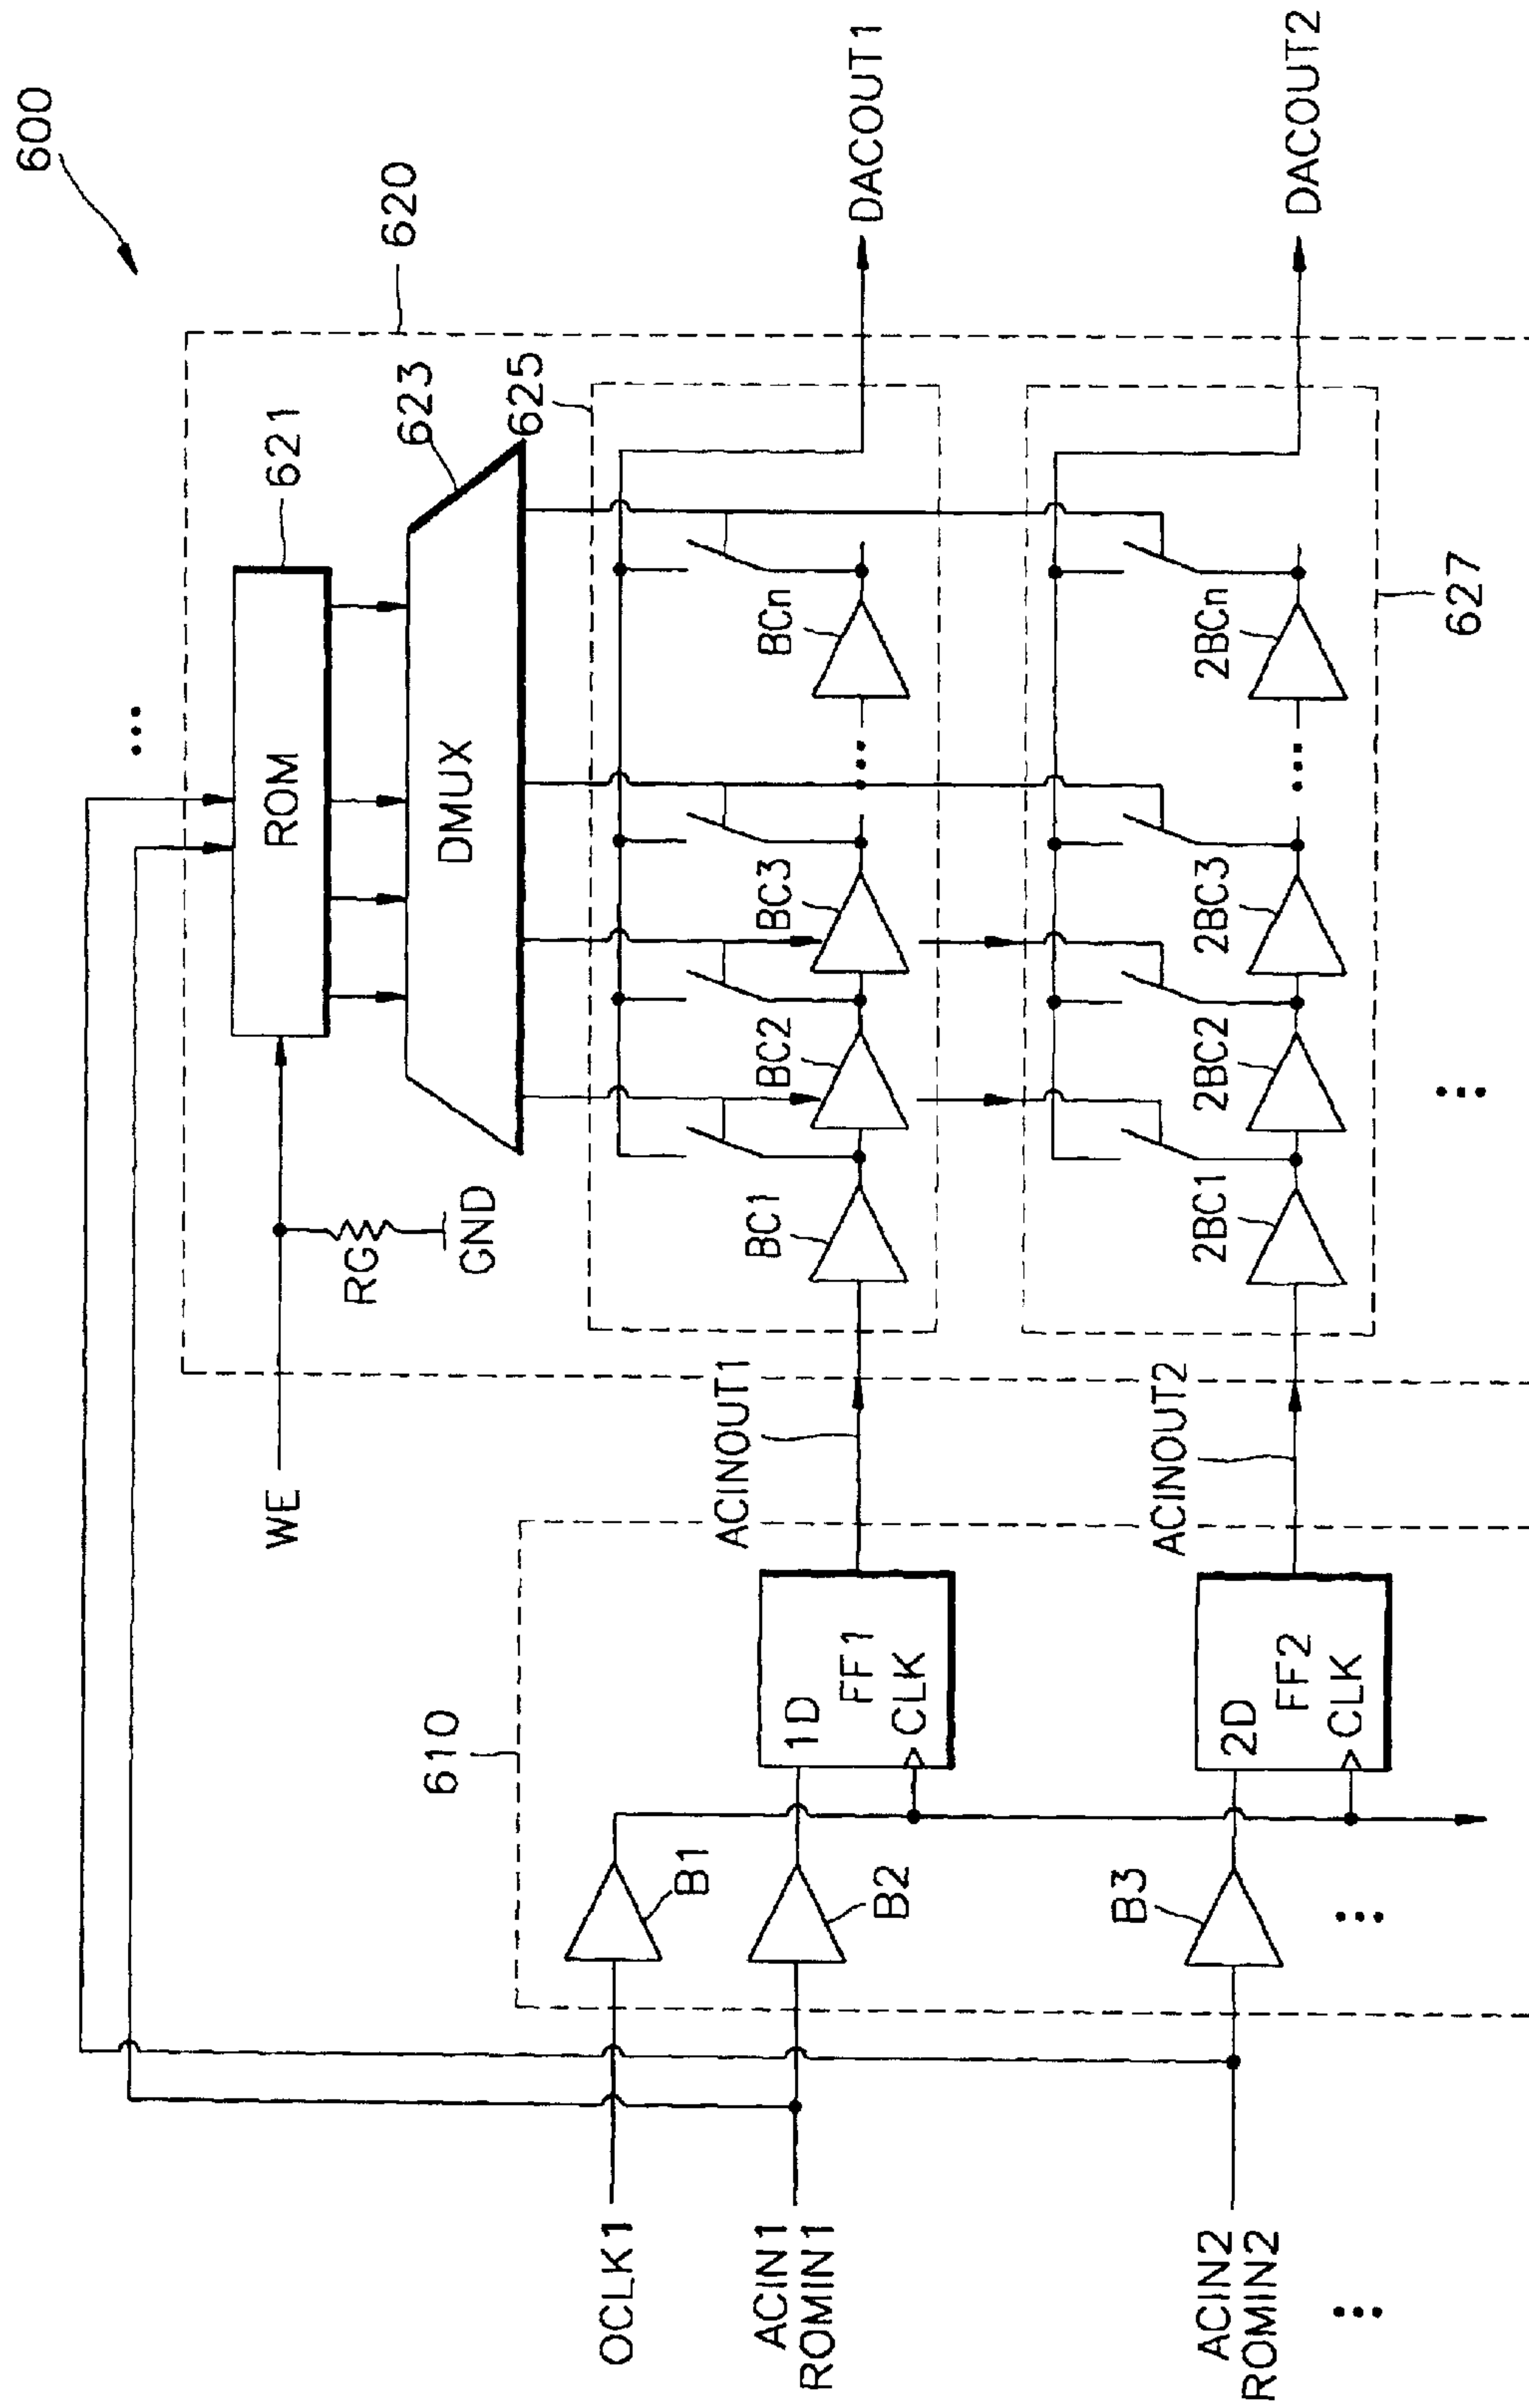 600
620
WE
RG
GND
ROM
621
DMUX
623
625
BC1
BC2
BC3
BCn
DACOUT1
610
OCLK1
B1
ACIN1
ROMIN1
B2
1D
FF1
CLK
ACINOUT1
ACIN2
ROMIN2
B3
2D
FF2
CLK
ACINOUT2
2BC1
2BC2
2BC3
2BCn
DACOUT2
627